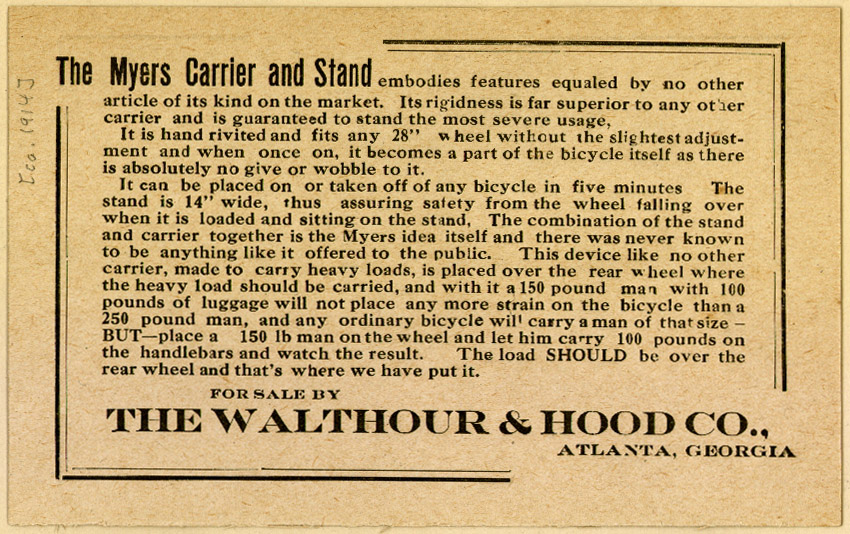 The Myers Carrier and Stand embodies features equaled by no other
article of its kind on the market. Its rigidness is far superior to any other
carrier and is guaranteed to stand the most severe usage,
It is hand rivited and fits any 28" wheel without the slightest adjust-
ment and when once on, it becomes a part of the bicycle itself as there
is absolutely no give or wobble to it.
It can be placed on or taken off of any bicycle in five minutes The
stand is 14" wide, thus assuring safety from the wheel falling over
when it is loaded and sitting on the stand, The combination of the stand
and carrier together is the Myers idea itself and there was never known
to be anything like it offered to the public. This device like no other
carrier, made to carry heavy loads, is placed over the rear wheel where
the heavy load should be carried, and with it a 150 pound man with 100
pounds of luggage will not place any more strain on the bicycle than a
250 pound man, and any ordinary bicycle will carry a man of that size –
BUT—place a 150 lb man on the wheel and let him carry 100 pounds on
the handlebars and watch the result. The load SHOULD be over the
rear wheel and that's where we have put it.
FOR SALE BY
THE WALTHOUR & HOOD CO.,
ATLANTA, GEORGIA
[ca. 1914]